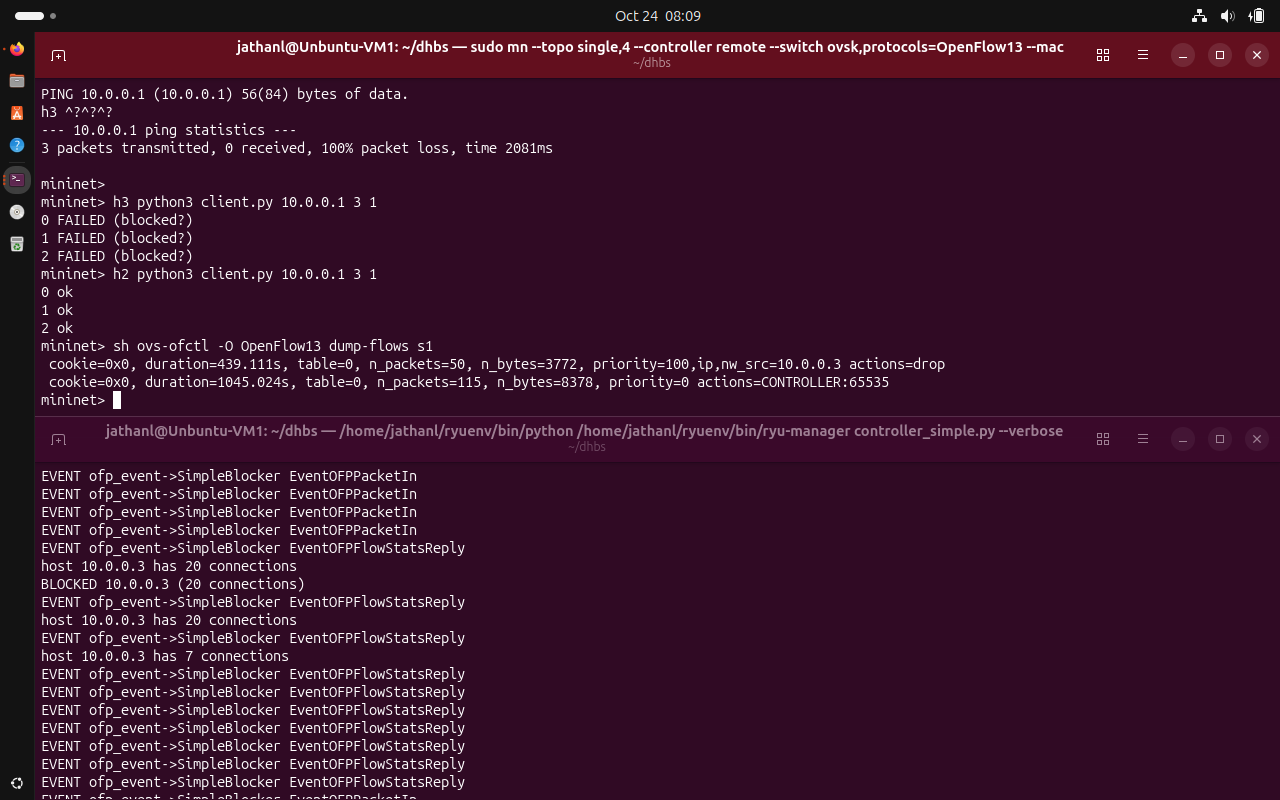 Oct 24 08:09
jathanl@Unbuntu-VM1: ~/dhbs — sudo mn --topo single,4 --controller remote --switch ovsk,protocols=OpenFlow13 --mac
~/dhbs
PING 10.0.0.1 (10.0.0.1) 56(84) bytes of data.
h3 ^?^?^?
--- 10.0.0.1 ping statistics ---
3 packets transmitted, 0 received, 100% packet loss, time 2081ms
mininet>
mininet> h3 python3 client.py 10.0.0.1 3 1
0 FAILED (blocked?)
1 FAILED (blocked?)
2 FAILED (blocked?)
mininet> h2 python3 client.py 10.0.0.1 3 1
0 ok
1 ok
2 ok
mininet> sh ovs-ofctl -O OpenFlow13 dump-flows s1
 cookie=0x0, duration=439.111s, table=0, n_packets=50, n_bytes=3772, priority=100,ip,nw_src=10.0.0.3 actions=drop
 cookie=0x0, duration=1045.024s, table=0, n_packets=115, n_bytes=8378, priority=0 actions=CONTROLLER:65535
mininet>
jathanl@Unbuntu-VM1: ~/dhbs — /home/jathanl/ryuenv/bin/python /home/jathanl/ryuenv/bin/ryu-manager controller_simple.py --verbose
~/dhbs
EVENT ofp_event->SimpleBlocker EventOFPPacketIn
EVENT ofp_event->SimpleBlocker EventOFPPacketIn
EVENT ofp_event->SimpleBlocker EventOFPPacketIn
EVENT ofp_event->SimpleBlocker EventOFPPacketIn
EVENT ofp_event->SimpleBlocker EventOFPFlowStatsReply
host 10.0.0.3 has 20 connections
BLOCKED 10.0.0.3 (20 connections)
EVENT ofp_event->SimpleBlocker EventOFPFlowStatsReply
host 10.0.0.3 has 20 connections
EVENT ofp_event->SimpleBlocker EventOFPFlowStatsReply
host 10.0.0.3 has 7 connections
EVENT ofp_event->SimpleBlocker EventOFPFlowStatsReply
EVENT ofp_event->SimpleBlocker EventOFPFlowStatsReply
EVENT ofp_event->SimpleBlocker EventOFPFlowStatsReply
EVENT ofp_event->SimpleBlocker EventOFPFlowStatsReply
EVENT ofp_event->SimpleBlocker EventOFPFlowStatsReply
EVENT ofp_event->SimpleBlocker EventOFPFlowStatsReply
EVENT ofp_event->SimpleBlocker EventOFPFlowStatsReply
EVENT ofp_event->SimpleBlocker EventOFPPacketIn